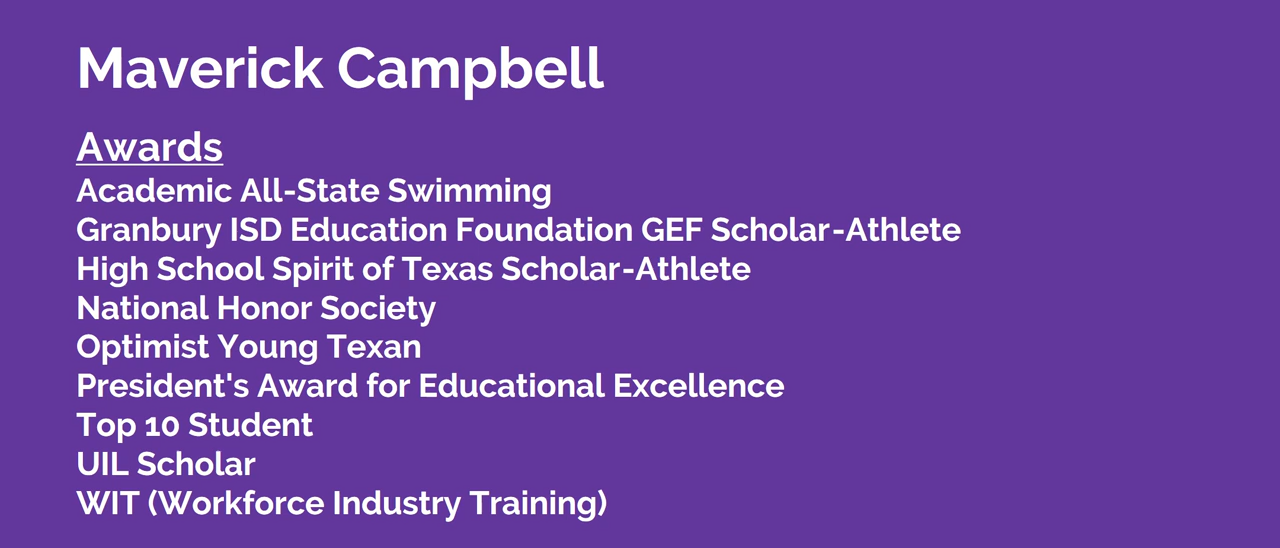 Maverick Campbell
Awards
Academic All-State Swimming
Granbury ISD Education Foundation GEF Scholar-Athlete
High School Spirit of Texas Scholar-Athlete
National Honor Society
Optimist Young Texan
President's Award for Educational Excellence
Top 10 Student
UIL Scholar
WIT (Workforce Industry Training)